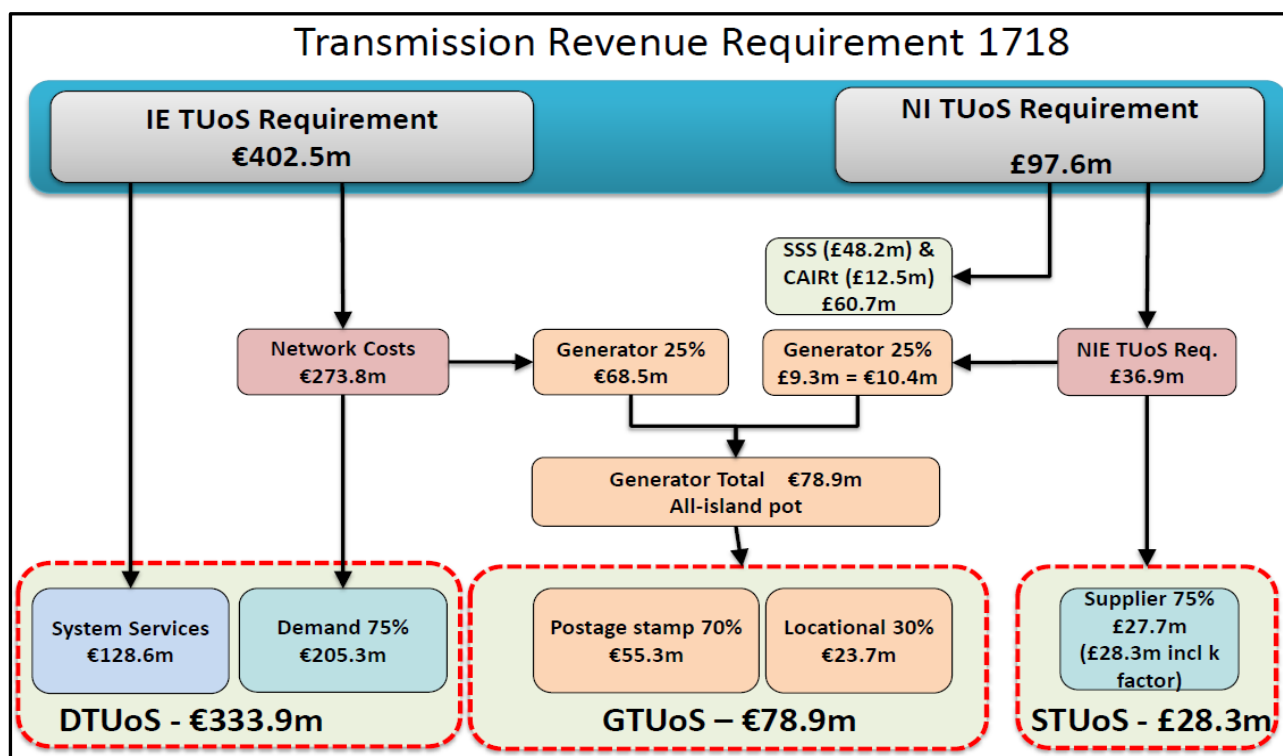 Transmission Revenue Requirement 1718
IE TUoS Requirement
€402.5m
NI TUoS Requirement
£97.6m
SSS (£48.2m) &
CAIRt (£12.5m)
£60.7m
Network Costs
€273.8m
Generator 25%
€68.5m
Generator 25%
£9.3m = €10.4m
NIE TUoS Req.
£36.9m
Generator Total €78.9m
All-island pot
System Services
€128.6m
Demand 75%
€205.3m
DTUoS - €333.9m
Postage stamp 70%
€55.3m
Locational 30%
€23.7m
GTUoS – €78.9m
Supplier 75%
£27.7m
(£28.3m incl k
factor)
STUoS - £28.3m